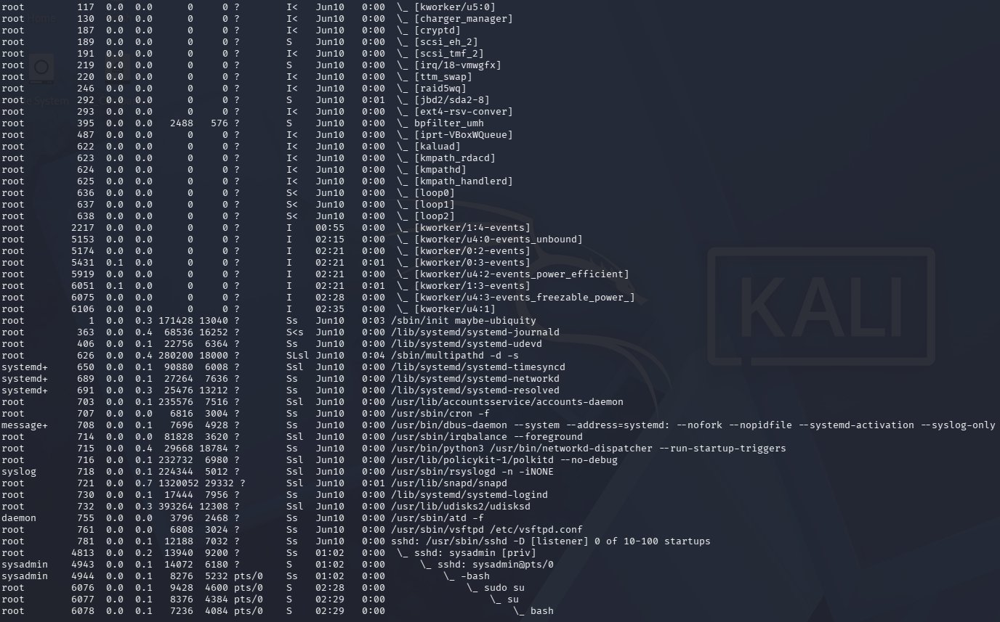 root         117  0.0  0.0      0     0 ?        I<   Jun10   0:00  \_ [kworker/u5:0]
root         130  0.0  0.0      0     0 ?        I<   Jun10   0:00  \_ [charger_manager]
root         187  0.0  0.0      0     0 ?        I<   Jun10   0:00  \_ [cryptd]
root         189  0.0  0.0      0     0 ?        S    Jun10   0:00  \_ [scsi_eh_2]
root         191  0.0  0.0      0     0 ?        I<   Jun10   0:00  \_ [scsi_tmf_2]
root         219  0.0  0.0      0     0 ?        S    Jun10   0:00  \_ [irq/18-vmwgfx]
root         220  0.0  0.0      0     0 ?        I<   Jun10   0:00  \_ [ttm_swap]
root         246  0.0  0.0      0     0 ?        I<   Jun10   0:00  \_ [raid5wq]
root         292  0.0  0.0      0     0 ?        S    Jun10   0:01  \_ [jbd2/sda2-8]
root         293  0.0  0.0      0     0 ?        I<   Jun10   0:00  \_ [ext4-rsv-conver]
root         395  0.0  0.0   2488   576 ?        S    Jun10   0:00  \_ bpfilter_umh
root         487  0.0  0.0      0     0 ?        I<   Jun10   0:00  \_ [iprt-VBoxWQueue]
root         622  0.0  0.0      0     0 ?        I<   Jun10   0:00  \_ [kaluad]
root         623  0.0  0.0      0     0 ?        I<   Jun10   0:00  \_ [kmpath_rdacd]
root         624  0.0  0.0      0     0 ?        I<   Jun10   0:00  \_ [kmpathd]
root         625  0.0  0.0      0     0 ?        I<   Jun10   0:00  \_ [kmpath_handlerd]
root         636  0.0  0.0      0     0 ?        S<   Jun10   0:00  \_ [loop0]
root         637  0.0  0.0      0     0 ?        S<   Jun10   0:00  \_ [loop1]
root         638  0.0  0.0      0     0 ?        S<   Jun10   0:00  \_ [loop2]
root        2217  0.0  0.0      0     0 ?        I    00:55   0:00  \_ [kworker/1:4-events]
root        5153  0.0  0.0      0     0 ?        I    02:15   0:00  \_ [kworker/u4:0-events_unbound]
root        5174  0.0  0.0      0     0 ?        I    02:21   0:00  \_ [kworker/0:2-events]
root        5431  0.1  0.0      0     0 ?        I    02:21   0:01  \_ [kworker/0:3-events]
root        5919  0.0  0.0      0     0 ?        I    02:21   0:00  \_ [kworker/u4:2-events_power_efficient]
root        6051  0.1  0.0      0     0 ?        I    02:21   0:01  \_ [kworker/1:3-events]
root        6075  0.0  0.0      0     0 ?        I    02:28   0:00  \_ [kworker/u4:3-events_freezable_power_]
root        6106  0.0  0.0      0     0 ?        I    02:35   0:00  \_ [kworker/u4:1]
root           1  0.0  0.3 171428 13040 ?        Ss   Jun10   0:03 /sbin/init maybe-ubiquity
root         363  0.0  0.4  68536 16252 ?        S<s  Jun10   0:00 /lib/systemd/systemd-journald
root         406  0.0  0.1  22756  6364 ?        Ss   Jun10   0:00 /lib/systemd/systemd-udevd
root         626  0.0  0.4 280200 18000 ?        SLsl Jun10   0:04 /sbin/multipathd -d -s
systemd+     650  0.0  0.1  90880  6008 ?        Ssl  Jun10   0:00 /lib/systemd/systemd-timesyncd
systemd+     689  0.0  0.1  27264  7636 ?        Ss   Jun10   0:00 /lib/systemd/systemd-networkd
systemd+     691  0.0  0.3  25476 13212 ?        Ss   Jun10   0:00 /lib/systemd/systemd-resolved
root         703  0.0  0.1 235576  7516 ?        Ssl  Jun10   0:00 /usr/lib/accountsservice/accounts-daemon
root         707  0.0  0.0   6816  3004 ?        Ss   Jun10   0:00 /usr/sbin/cron -f
message+     708  0.0  0.1   7696  4928 ?        Ss   Jun10   0:00 /usr/bin/dbus-daemon --system --address=systemd: --nofork --nopidfile --systemd-activation --syslog-only
root         714  0.0  0.0  81828  3620 ?        Ssl  Jun10   0:00 /usr/sbin/irqbalance --foreground
root         715  0.0  0.4  29668 18784 ?        Ss   Jun10   0:00 /usr/bin/python3 /usr/bin/networkd-dispatcher --run-startup-triggers
root         716  0.0  0.1 232732  6980 ?        Ssl  Jun10   0:00 /usr/lib/policykit-1/polkitd --no-debug
syslog       718  0.0  0.1 224344  5012 ?        Ssl  Jun10   0:00 /usr/sbin/rsyslogd -n -iNONE
root         721  0.0  0.7 1320052 29332 ?       Ssl  Jun10   0:01 /usr/lib/snapd/snapd
root         730  0.0  0.1  17444  7956 ?        Ss   Jun10   0:00 /lib/systemd/systemd-logind
root         732  0.0  0.3 393264 12308 ?        Ssl  Jun10   0:00 /usr/lib/udisks2/udisksd
daemon       755  0.0  0.0   3796  2468 ?        Ss   Jun10   0:00 /usr/sbin/atd -f
root         761  0.0  0.0   6808  3024 ?        Ss   Jun10   0:00 /usr/sbin/vsftpd /etc/vsftpd.conf
root         781  0.0  0.1  12188  7032 ?        Ss   Jun10   0:00 sshd: /usr/sbin/sshd -D [listener] 0 of 10-100 startups
root        4813  0.0  0.2  13940  9200 ?        Ss   01:02   0:00  \_ sshd: sysadmin [priv]
sysadmin    4943  0.0  0.1  14072  6180 ?        S    01:02   0:00      \_ sshd: sysadmin@pts/0
sysadmin    4944  0.0  0.1   8276  5232 pts/0    Ss   01:02   0:00          \_ -bash
root        6076  0.0  0.1   9428  4600 pts/0    S    02:28   0:00              \_ sudo su
root        6077  0.0  0.1   8376  4384 pts/0    S    02:29   0:00                  \_ su
root        6078  0.0  0.1   7236  4084 pts/0    S    02:29   0:00                      \_ bash
Home
System
KALI